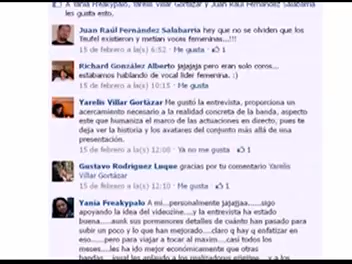 A Tania Freakypalo, Yarelis Villar Gortázar y Juan Raúl Fernández Salabarría
les gusta esto.
Juan Raúl Fernández Salabarría hey que no se olviden que los
Teufel existieron y metían voces femeninas...!!!
15 de febrero a la(s) 6:52 · Me gusta · 1
Richard González Alberto jajajaja pero eran solo coros...
estabamos hablando de vocal líder femenina. :)
15 de febrero a la(s) 10:15 · Me gusta
Yarelis Villar Gortázar Me gustó la entrevista, proporciona un
acercamiento necesario a la realidad concreta de la banda, aspecto
este que humaniza el marco de las actuaciones en directo, pues te
deja ver la historia y los avatares del conjunto más allá de una
presentación.
15 de febrero a la(s) 12:08 · Ya no me gusta · 1
Gustavo Rodríguez Luque gracias por tu comentario Yarelis
Villar Gortázar
15 de febrero a la(s) 12:10 · Me gusta · 1
Yania Freakypalo A mi...personalmente jajajjaa......sigo
apoyando la idea del videozine....y la entrevista ha estado
buena.....aunk sus pormenores detalles de cuánto han pasado para
subir un poco y lo que han mejorado....claro q hay q enfatizar en
eso......pero para viajar a tocar al maxim....casi todos los
meses....les ha ido mejor económicamente que otras